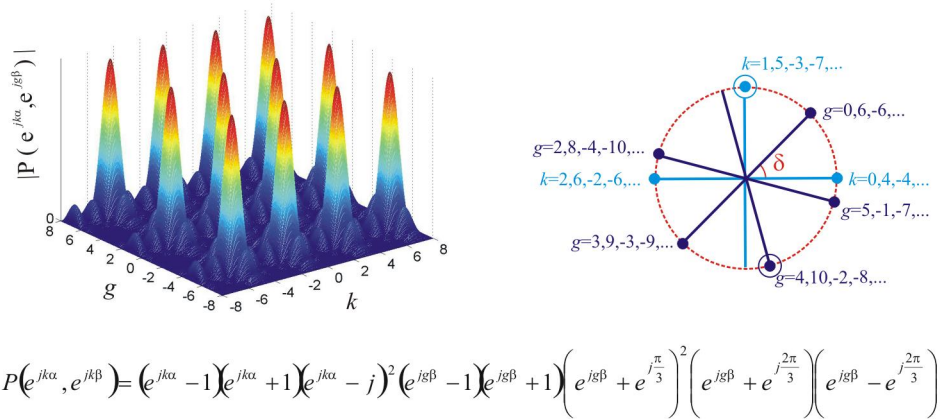 |P( e^{jkα}, e^{jgβ}) |
0
8
6
4
2
0
-2
-4
-6
-8
g
-8
-6
-4
-2
0
2
4
6
8
k
k=1,5,-3,-7,...
g=0,6,-6,...
g=2,8,-4,-10,...
δ
k=2,6,-2,-6,...
k=0,4,-4,...
g=5,-1,-7,...
g=3,9,-3,-9,...
g=4,10,-2,-8,...
P(e^{jkα}, e^{jkβ})=(e^{jkα} -1)(e^{jkα} +1)(e^{jkα} - j)^2 (e^{jgβ} -1)(e^{jgβ} +1)(e^{jgβ} + e^{jπ/3})^2 (e^{jgβ} + e^{j2π/3})(e^{jgβ} - e^{j2π/3})